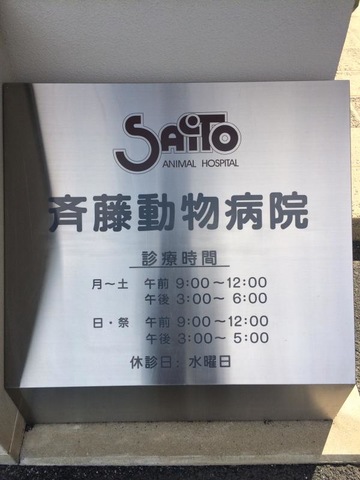 SAiTo
ANIMAL HOSPITAL
斉藤動物病院
診療時間
月～土 午前 9:00～12:00
午後 3:00～ 6:00
日・祭 午前 9:00～12:00
午後 3:00～ 5:00
休診日 水曜日